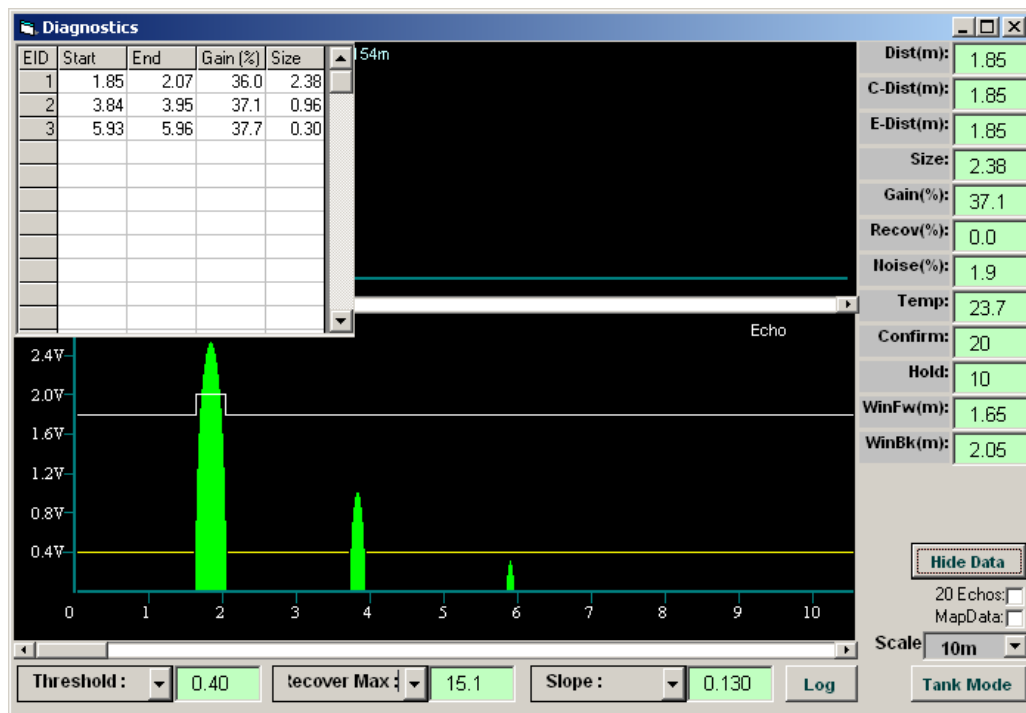 Diagnostics
EID Start End Gain (%) Size
1 1.85 2.07 36.0 2.38
2 3.84 3.95 37.1 0.96
3 5.93 5.96 37.7 0.30
154m
Dist(m): 1.85
C-Dist(m): 1.85
E-Dist(m): 1.85
Size: 2.38
Gain(%): 37.1
Recov(%): 0.0
Noise(%): 1.9
Temp: 23.7
Confirm: 20
Hold: 10
WinFw(m): 1.65
WinBk(m): 2.05
Echo
2.4V
2.0V
1.6V
1.2V
0.8V
0.4V
0 1 2 3 4 5 6 7 8 9 10
Hide Data
20 Echos:
MapData:
Scale 10m
Threshold : 0.40 ecover Max : 15.1 Slope : 0.130 Log Tank Mode